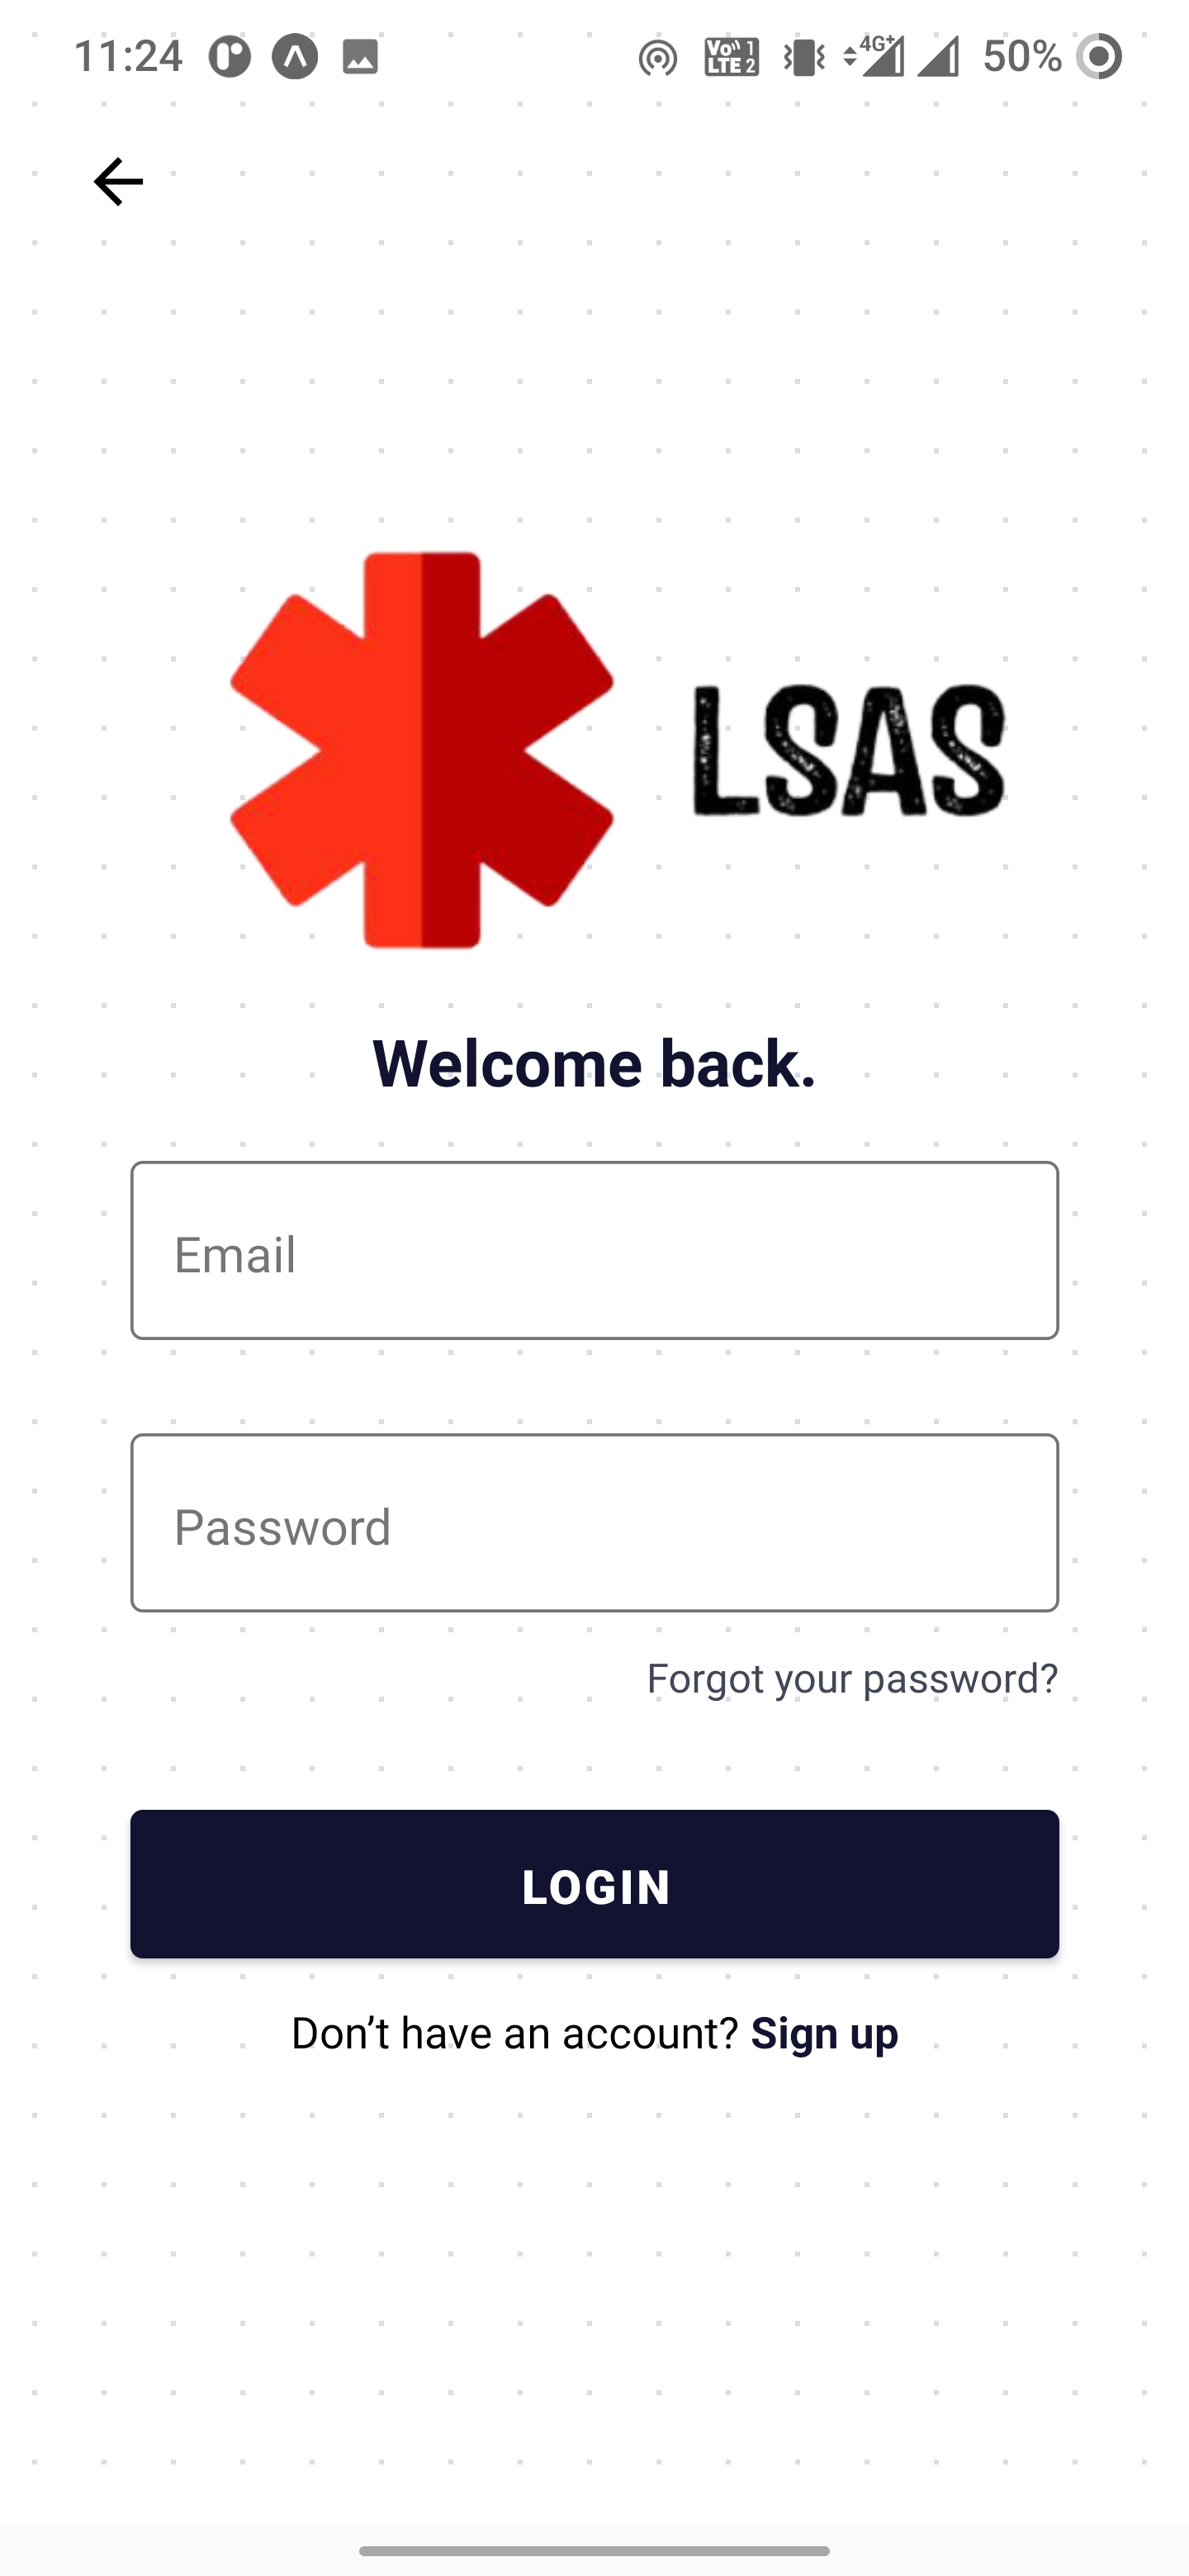 11:24 Vo)) 1 LTE 2 4G+ 50%
LSAS
Welcome back.
Email
Password
Forgot your password?
LOGIN
Don’t have an account? Sign up